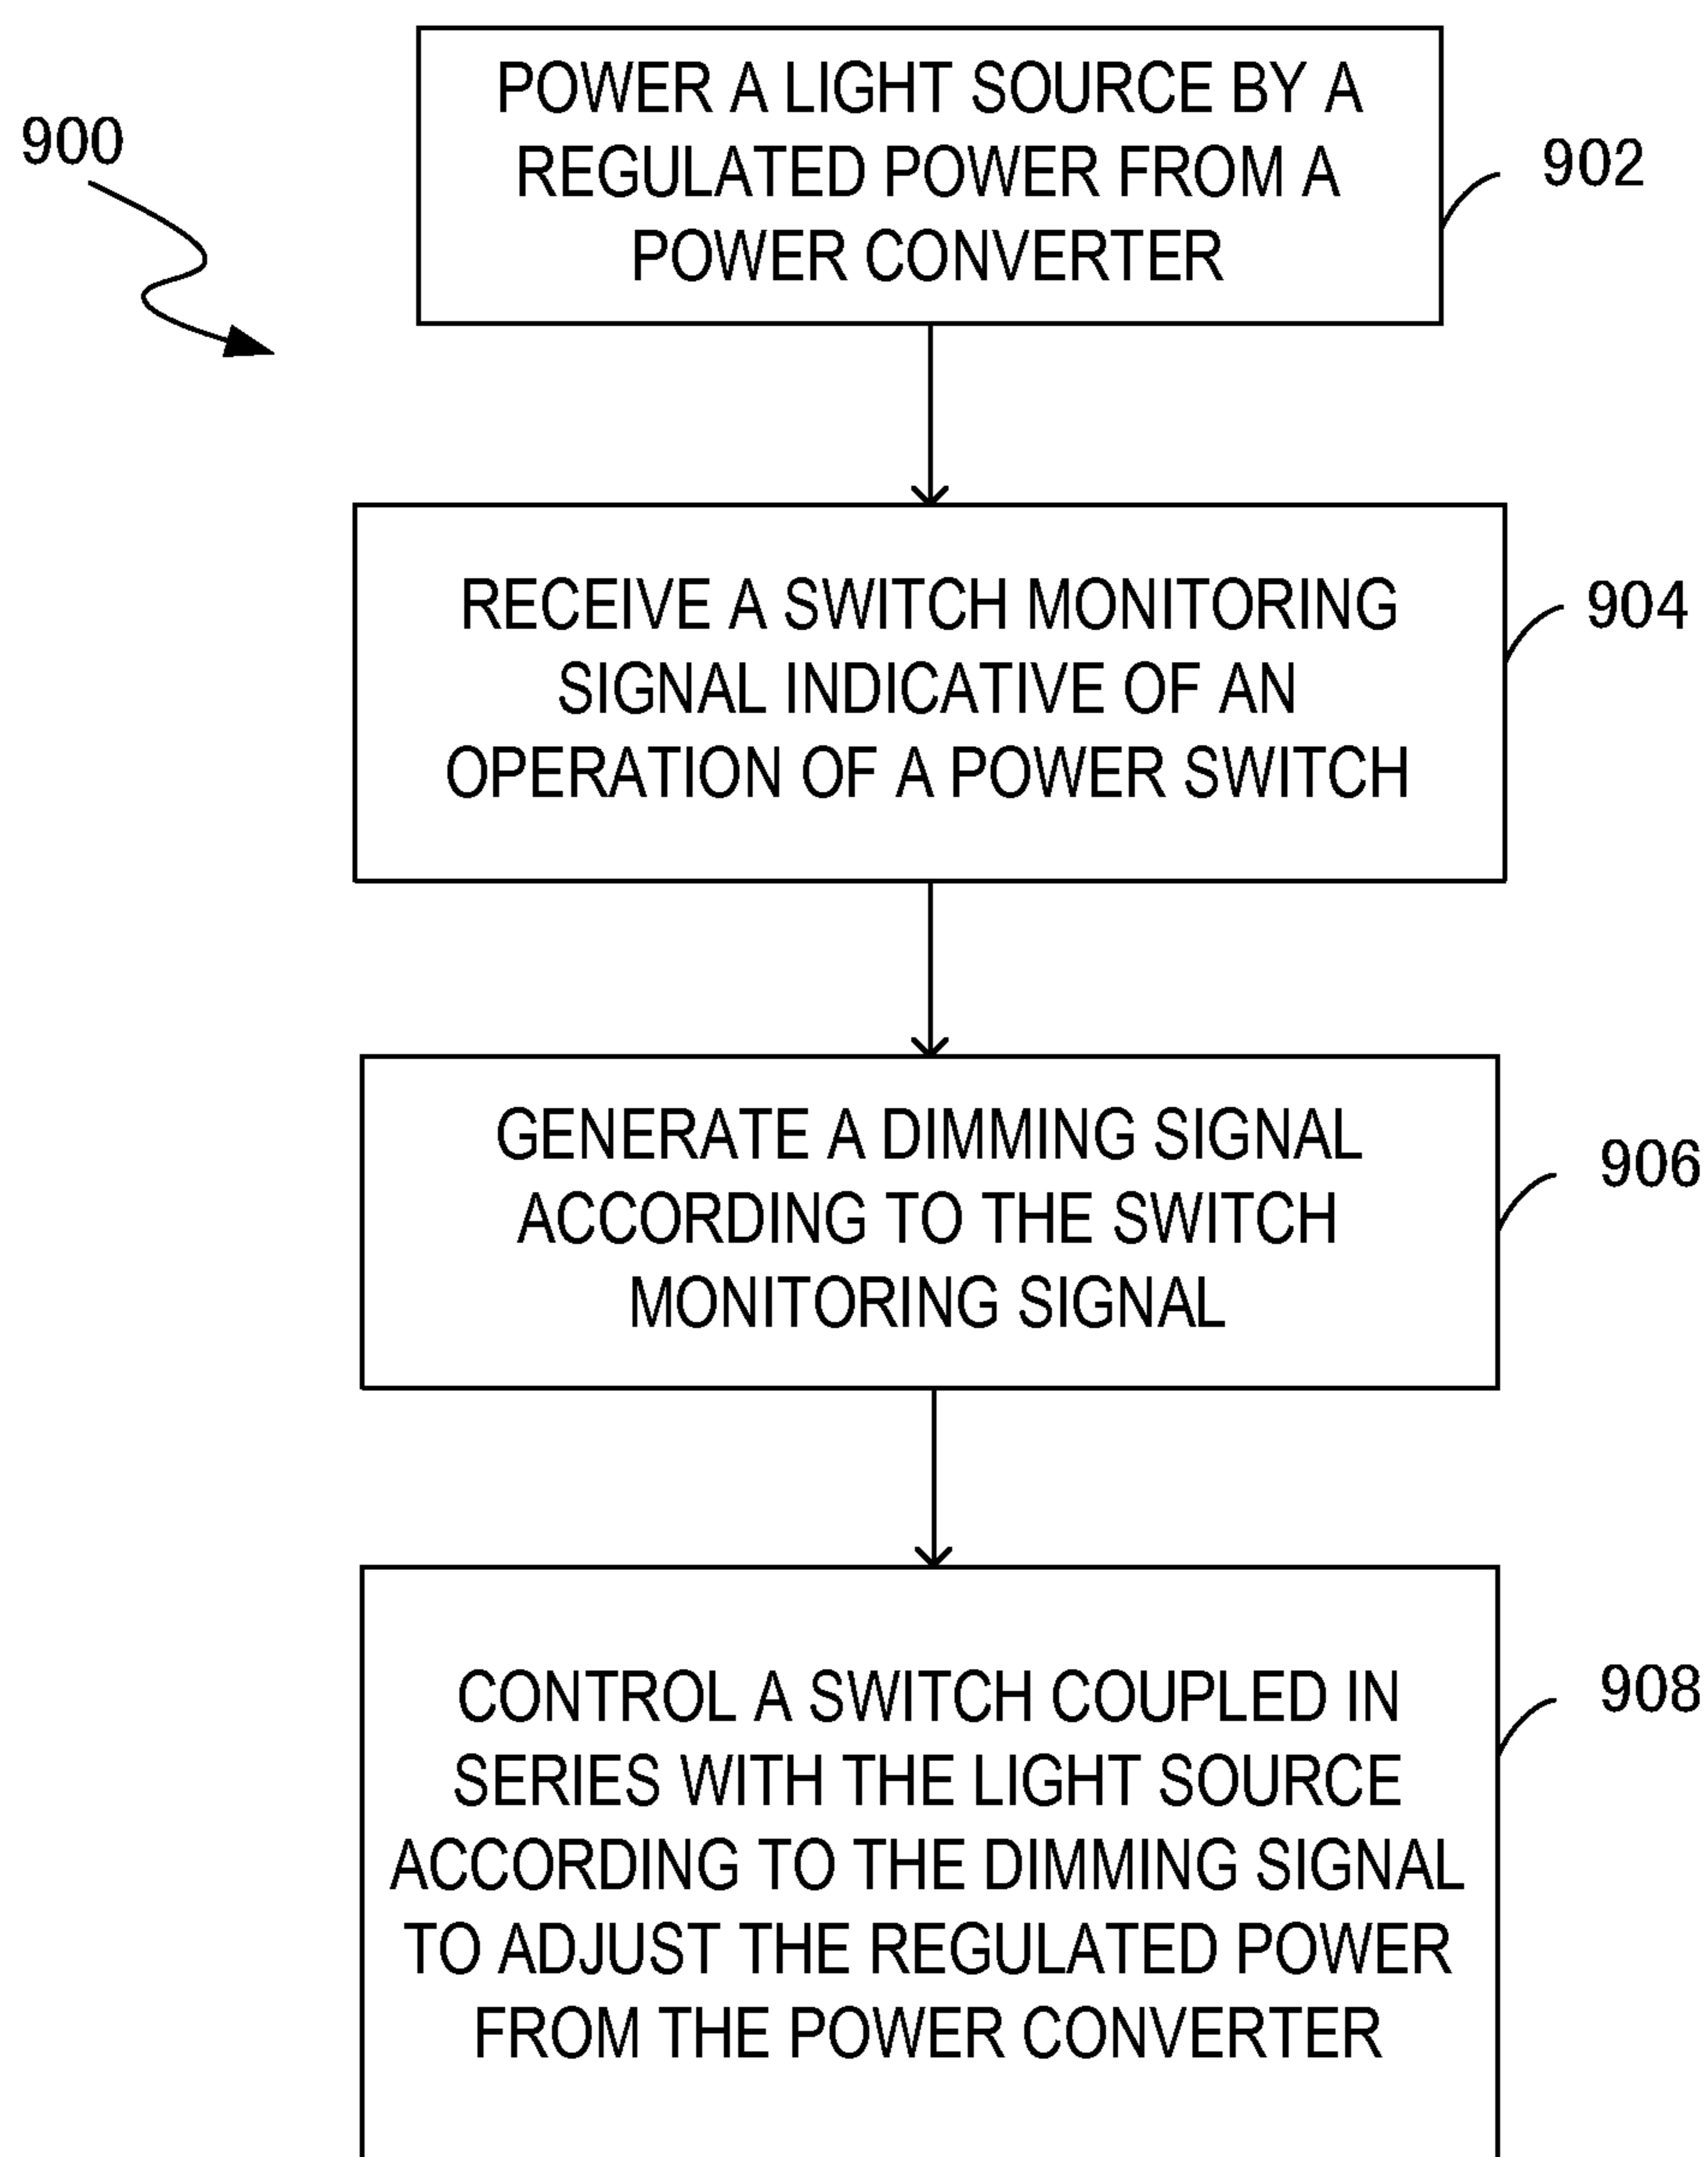 900
POWER A LIGHT SOURCE BY A
REGULATED POWER FROM A
POWER CONVERTER
902
RECEIVE A SWITCH MONITORING
SIGNAL INDICATIVE OF AN
OPERATION OF A POWER SWITCH
904
GENERATE A DIMMING SIGNAL
ACCORDING TO THE SWITCH
MONITORING SIGNAL
906
CONTROL A SWITCH COUPLED IN
SERIES WITH THE LIGHT SOURCE
ACCORDING TO THE DIMMING SIGNAL
TO ADJUST THE REGULATED POWER
FROM THE POWER CONVERTER
908